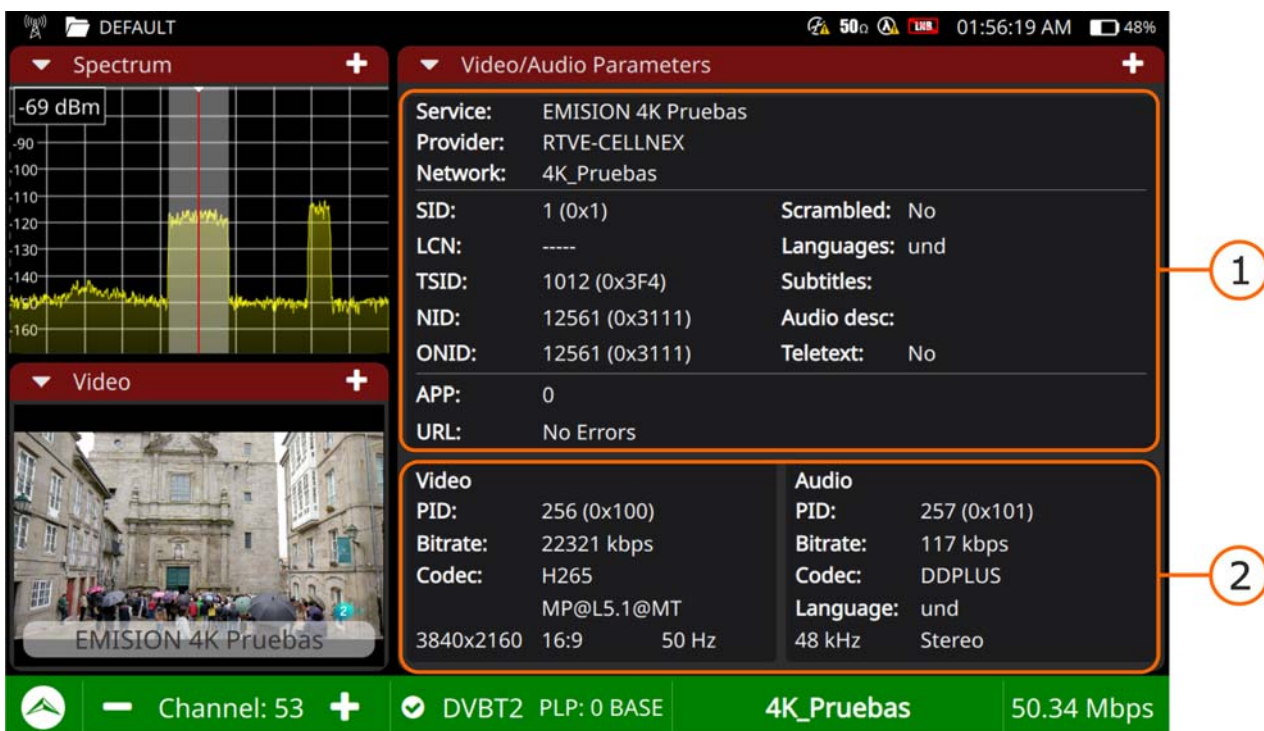 DEFAULT
50Ω LNB 01:56:19 AM 48%
Spectrum +
-69 dBm
-90
-100
-110
-120
-130
-140
-150
-160
Video +
2
EMISION 4K Pruebas
Video/Audio Parameters +
Service: EMISION 4K Pruebas
Provider: RTVE-CELLNEX
Network: 4K_Pruebas
SID: 1 (0x1) Scrambled: No
LCN: ----- Languages: und
TSID: 1012 (0x3F4) Subtitles:
NID: 12561 (0x3111) Audio desc:
ONID: 12561 (0x3111) Teletext: No
APP: 0
URL: No Errors
1
Video
PID: 256 (0x100)
Bitrate: 22321 kbps
Codec: H265
MP@L5.1@MT
3840x2160 16:9 50 Hz
Audio
PID: 257 (0x101)
Bitrate: 117 kbps
Codec: DDPLUS
Language: und
48 kHz Stereo
2
− Channel: 53 + DVBT2 PLP: 0 BASE 4K_Pruebas 50.34 Mbps